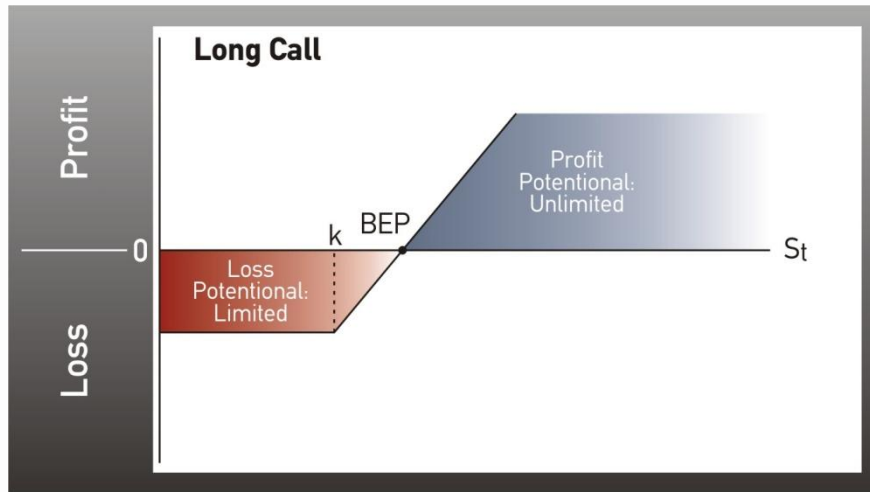 Long Call
Profit
Profit
Potentional:
Unlimited
k
BEP
0
St
Loss
Potentional:
Limited
Loss